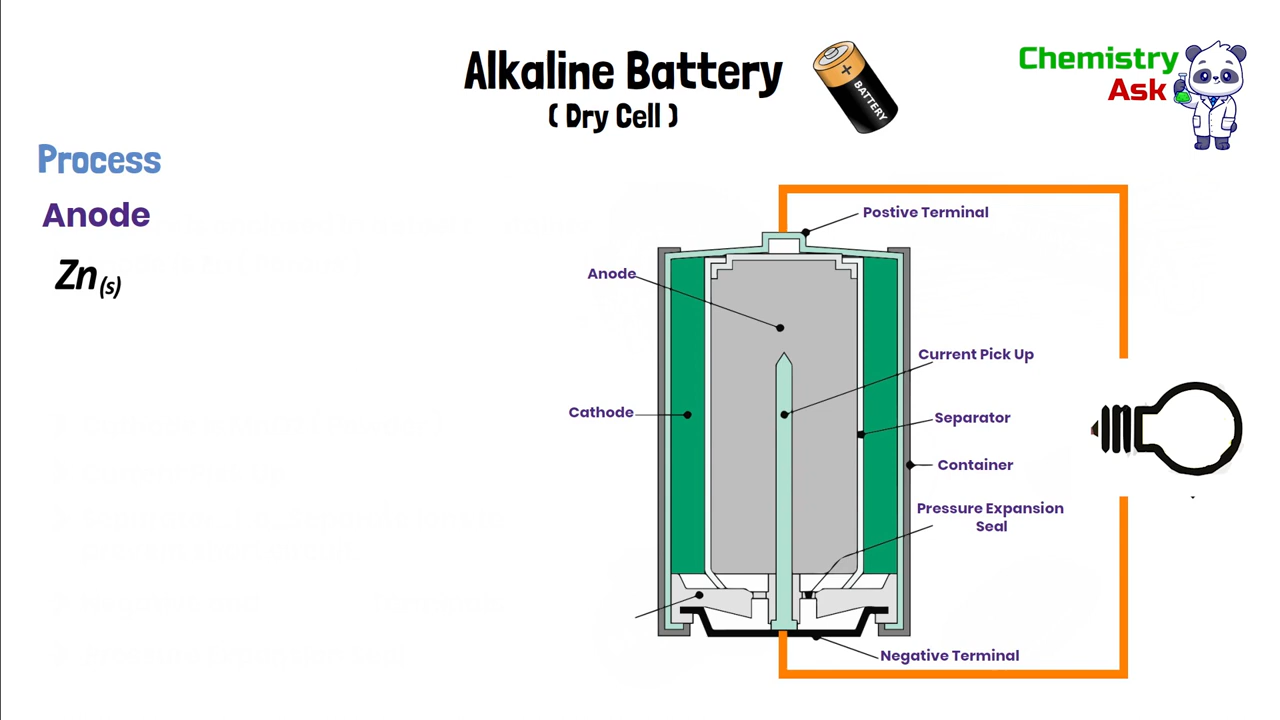 Alkaline Battery
( Dry Cell )
+
BATTERY
Chemistry
Ask
Process
Anode
Zn(s)
Postive Terminal
Anode
Current Pick Up
Cathode
Separator
Container
Pressure Expansion
Seal
Negative Terminal